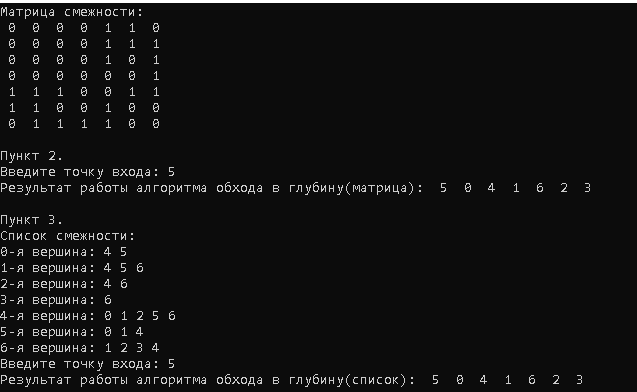 Матрица смежности:
0 0 0 0 1 1 0
0 0 0 0 1 1 1
0 0 0 0 1 0 1
0 0 0 0 0 0 1
1 1 1 0 0 1 1
1 1 0 0 1 0 0
0 1 1 1 1 0 0
Пункт 2.
Введите точку входа: 5
Результат работы алгоритма обхода в глубину(матрица): 5 0 4 1 6 2 3
Пункт 3.
Список смежности:
0-я вершина: 4 5
1-я вершина: 4 5 6
2-я вершина: 4 6
3-я вершина: 6
4-я вершина: 0 1 2 5 6
5-я вершина: 0 1 4
6-я вершина: 1 2 3 4
Введите точку входа: 5
Результат работы алгоритма обхода в глубину(список): 5 0 4 1 6 2 3